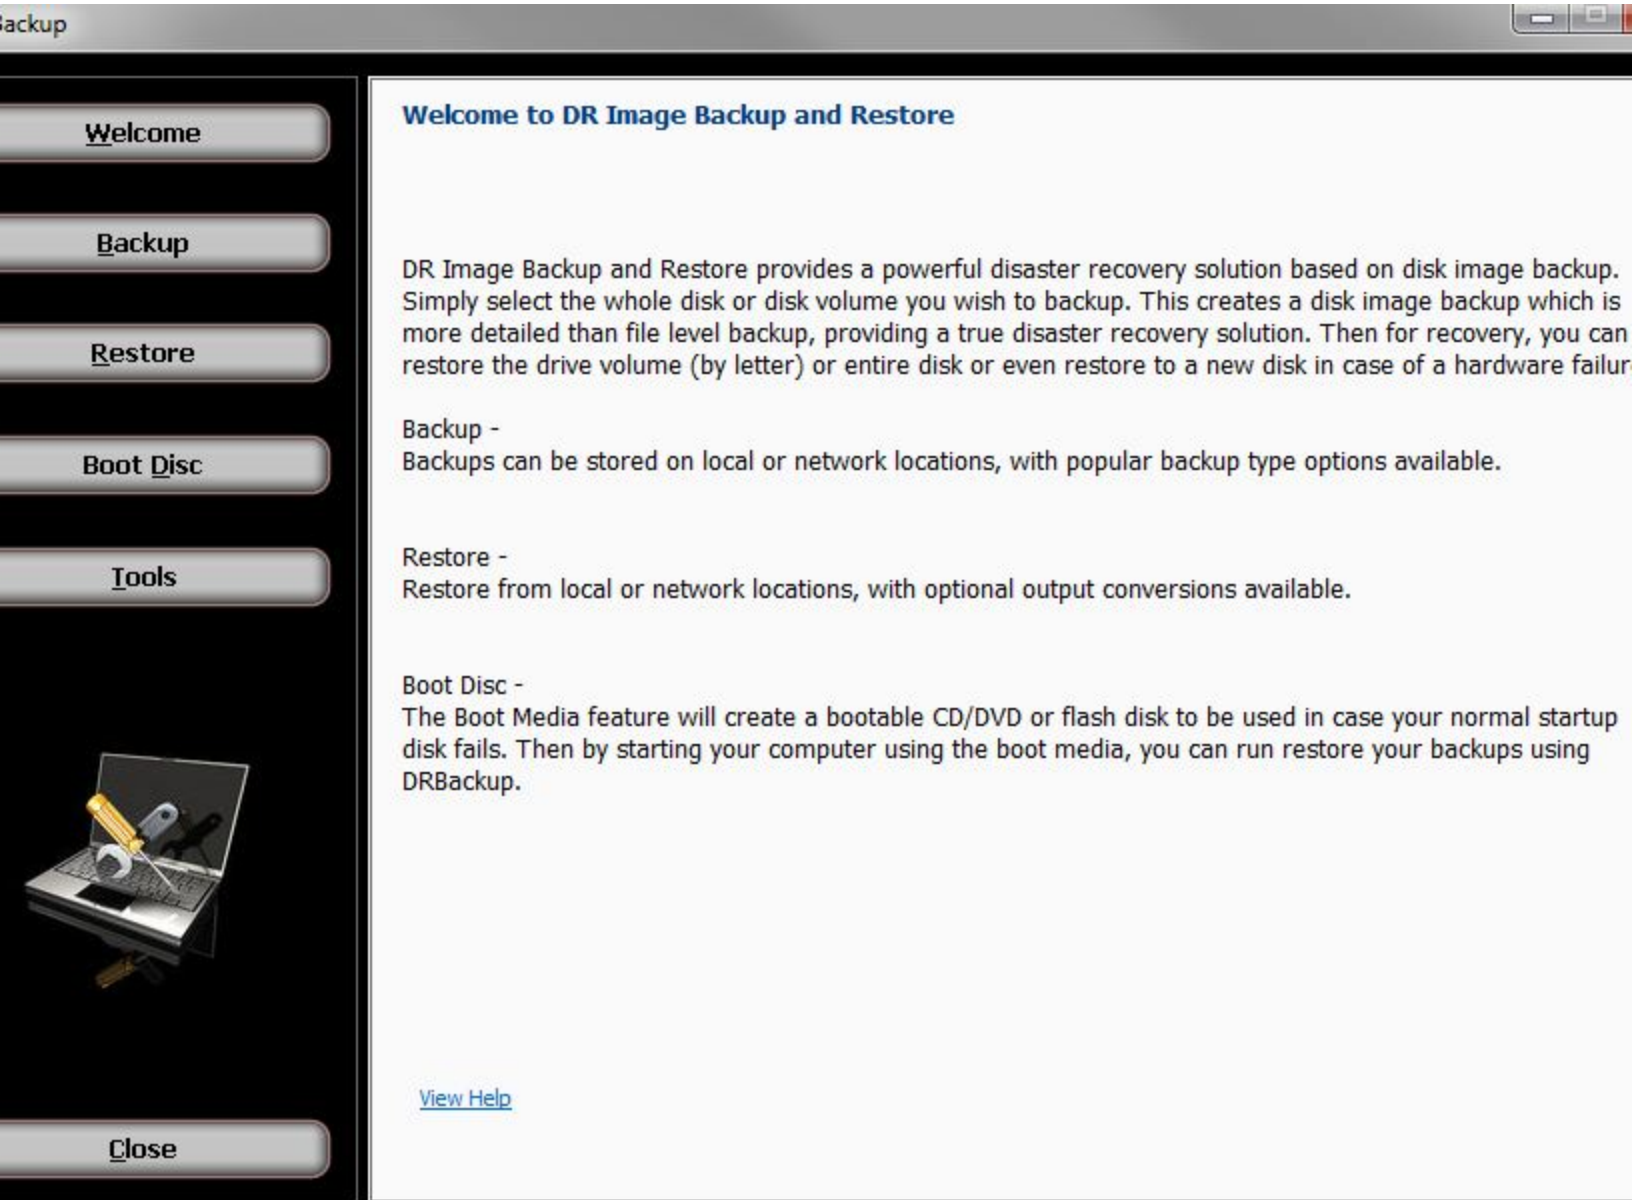 Backup
Welcome
Backup
Restore
Boot Disc
Tools
Close
Welcome to DR Image Backup and Restore
DR Image Backup and Restore provides a powerful disaster recovery solution based on disk image backup.
Simply select the whole disk or disk volume you wish to backup. This creates a disk image backup which is
more detailed than file level backup, providing a true disaster recovery solution. Then for recovery, you can
restore the drive volume (by letter) or entire disk or even restore to a new disk in case of a hardware failur
Backup -
Backups can be stored on local or network locations, with popular backup type options available.
Restore -
Restore from local or network locations, with optional output conversions available.
Boot Disc -
The Boot Media feature will create a bootable CD/DVD or flash disk to be used in case your normal startup
disk fails. Then by starting your computer using the boot media, you can run restore your backups using
DRBackup.
View Help